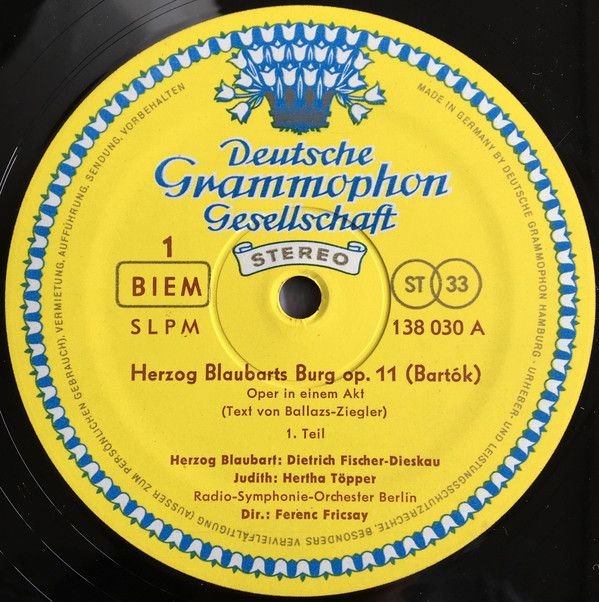 Deutsche
Grammophon
Gesellschaft
STEREO
1
BIEM
SLPM
ST 33
138 030 A
Herzog Blaubarts Burg op. 11 (Bartók)
Oper in einem Akt
(Text von Ballazs-Ziegler)
1. Teil
Herzog Blaubart: Dietrich Fischer-Dieskau
Judith: Hertha Töpper
Radio-Symphonie-Orchester Berlin
Dir.: Ferenc Fricsay
MADE IN GERMANY BY DEUTSCHE GRAMMOPHON HAMBURG · URHEBER- UND LEISTUNGSSCHUTZRECHTE, BESONDERS VERVIELFÄLTIGUNG (AUSSER ZUM PERSÖNLICHEN GEBRAUCH), VERMIETUNG, AUFFÜHRUNG, SENDUNG, VORBEHALTEN